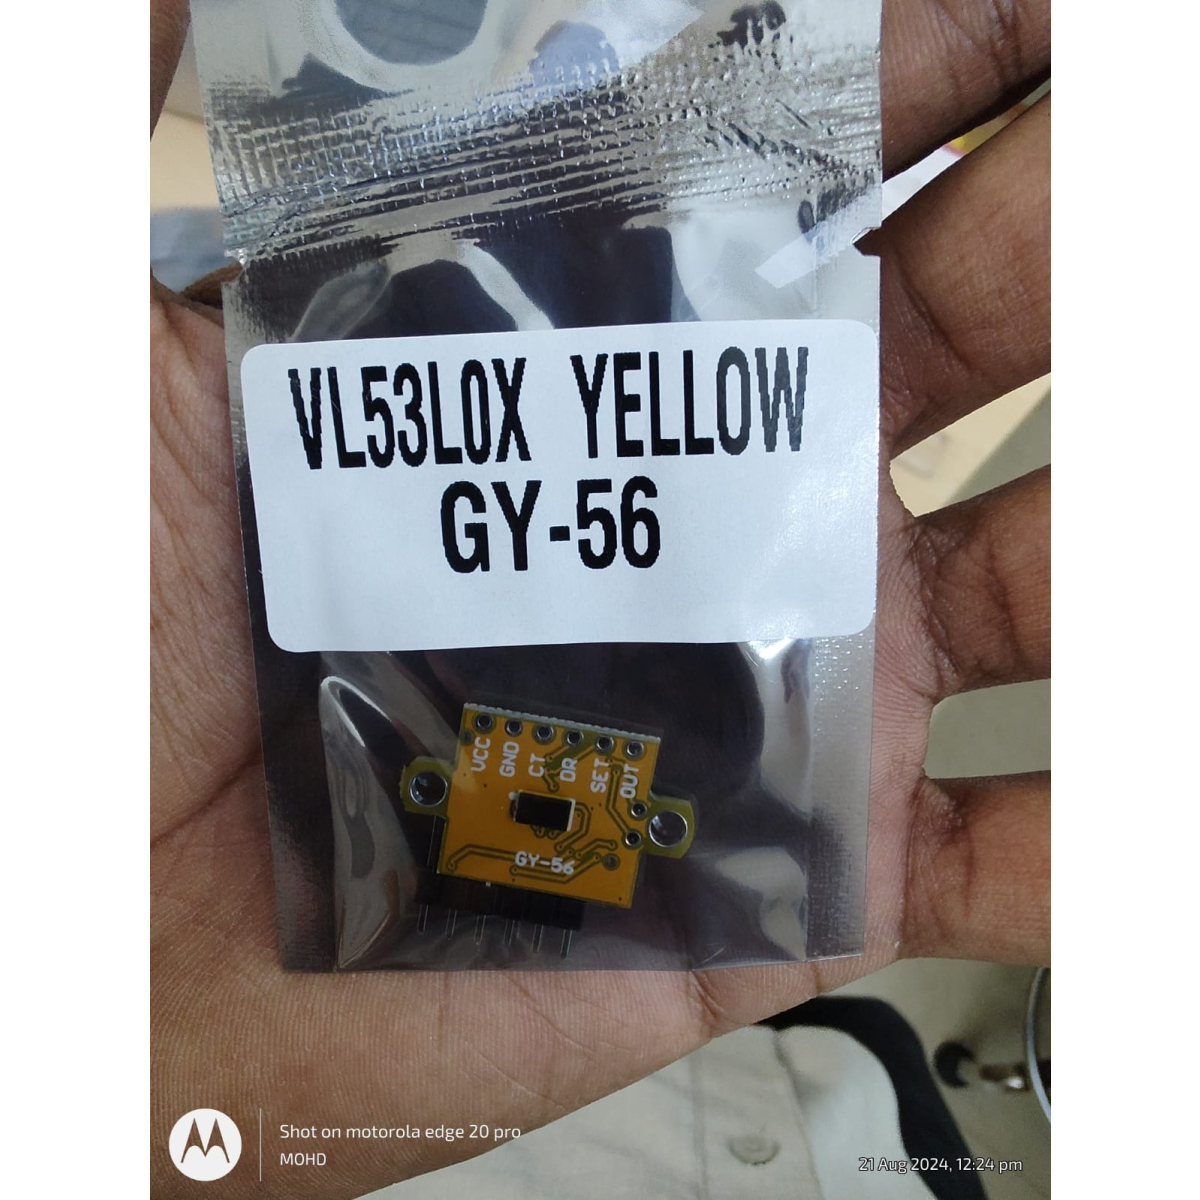 VL53L0X YELLOW
GY-56
VCC
GND
CT
DR
SET
OUT
GY-56
Shot on motorola edge 20 pro
MOHD
21 Aug 2024, 12:24 pm